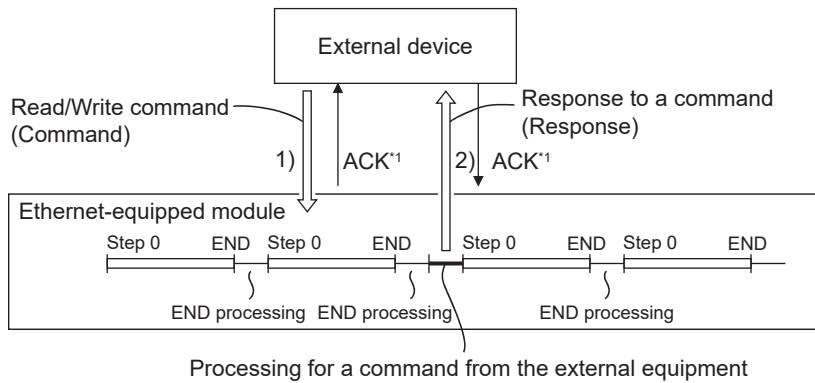 External device
Read/Write command
(Command)
Response to a command
(Response)
1)
ACK*1
2)
ACK*1
Ethernet-equipped module
Step 0 END Step 0 END Step 0 END Step 0 END
END processing END processing END processing
Processing for a command from the external equipment